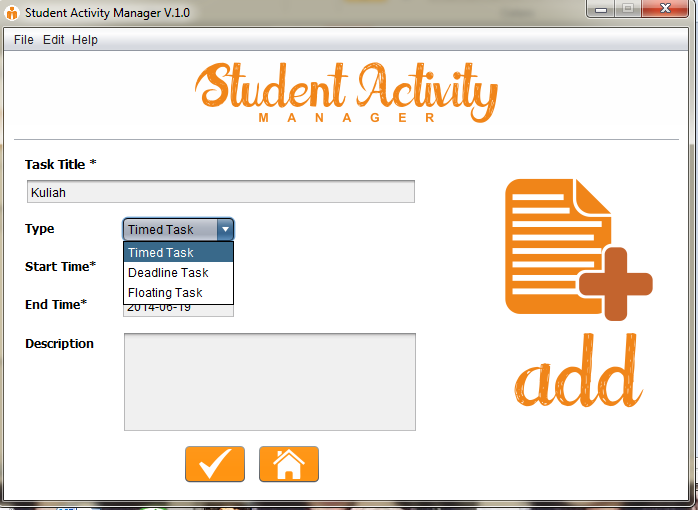 Student Activity Manager V.1.0
File Edit Help
Student Activity
MANAGER
Task Title *
Kuliah
Type
Timed Task
Timed Task
Deadline Task
Floating Task
Start Time*
End Time*
2014-06-19
Description
add